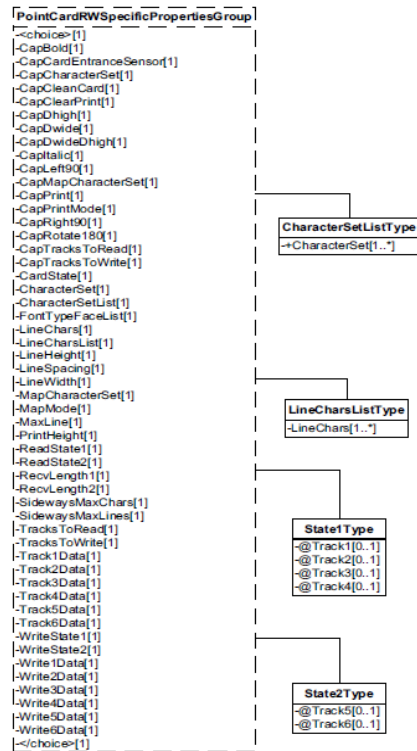 PointCardRWSpecificPropertiesGroup
-<choice>[1]
-CapBold[1]
-CapCardEntranceSensor[1]
-CapCharacterSet[1]
-CapCleanCard[1]
-CapClearPrint[1]
-CapDhigh[1]
-CapDwide[1]
-CapDwideDhigh[1]
-CapItalic[1]
-CapLeft90[1]
-CapMapCharacterSet[1]
-CapPrint[1]
-CapPrintMode[1]
-CapRight90[1]
-CapRotate180[1]
-CapTracksToRead[1]
-CapTracksToWrite[1]
-CardState[1]
-CharacterSet[1]
-CharacterSetList[1]
-FontTypeFaceList[1]
-LineChars[1]
-LineCharsList[1]
-LineHeight[1]
-LineSpacing[1]
-LineWidth[1]
-MapCharacterSet[1]
-MapMode[1]
-MaxLine[1]
-PrintHeight[1]
-ReadState1[1]
-ReadState2[1]
-RecvLength1[1]
-RecvLength2[1]
-SidewaysMaxChars[1]
-SidewaysMaxLines[1]
-TracksToRead[1]
-TracksToWrite[1]
-Track1Data[1]
-Track2Data[1]
-Track3Data[1]
-Track4Data[1]
-Track5Data[1]
-Track6Data[1]
-WriteState1[1]
-WriteState2[1]
-Write1Data[1]
-Write2Data[1]
-Write3Data[1]
-Write4Data[1]
-Write5Data[1]
-Write6Data[1]
-</choice>[1]
CharacterSetListType
-+CharacterSet[1..*]
LineCharsListType
-LineChars[1..*]
State1Type
-@Track1[0..1]
-@Track2[0..1]
-@Track3[0..1]
-@Track4[0..1]
State2Type
-@Track5[0..1]
-@Track6[0..1]